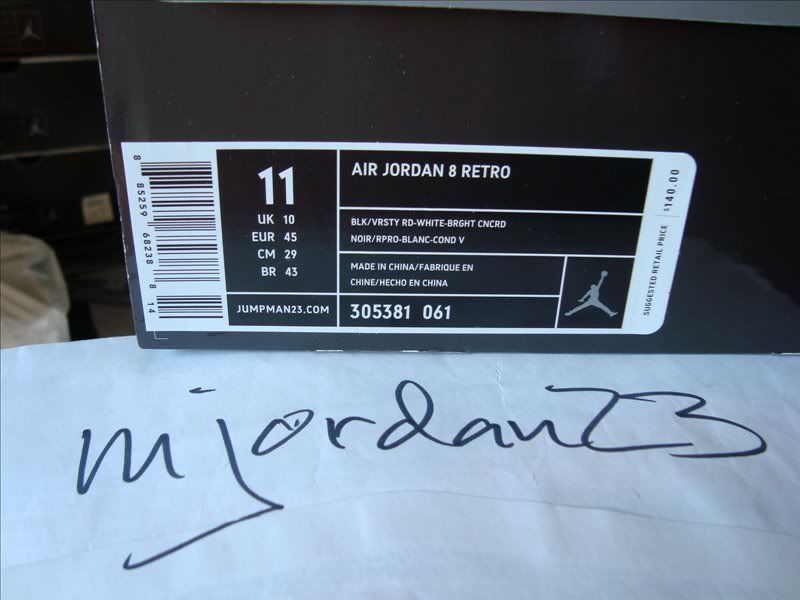 8 85259 68238 8 14
11
UK 10
EUR 45
CM 29
BR 43
JUMPMAN23.COM
AIR JORDAN 8 RETRO
BLK/VRSTY RD-WHITE-BRGHT CNCRD
NOIR/RPRO-BLANC-COND V
MADE IN CHINA/FABRIQUE EN
CHINE/HECHO EN CHINA
305381 061
SUGGESTED RETAIL PRICE $140.00
mjordan23